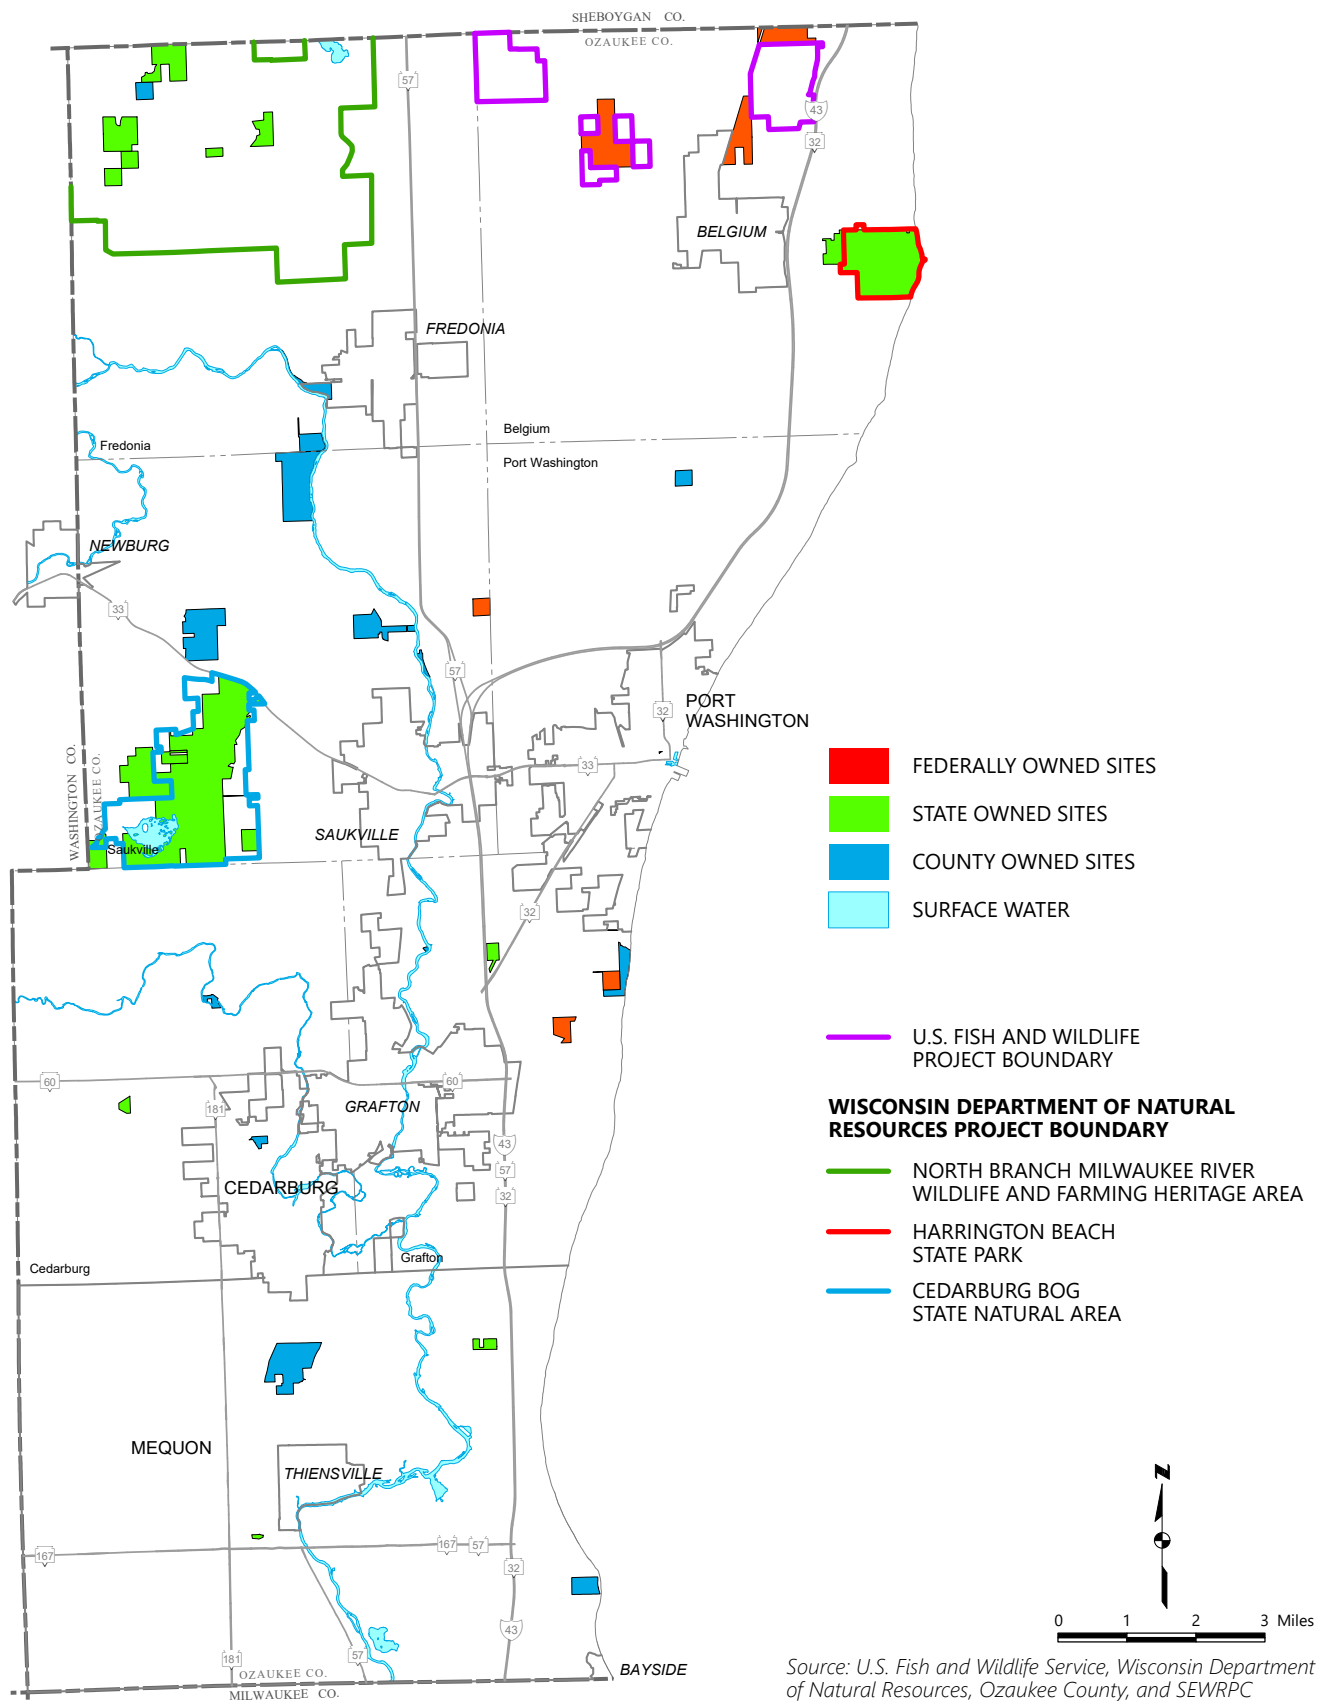 SHEBOYGAN CO.
OZAUKEE CO.
57
43
32
BELGIUM
FREDONIA
Fredonia
Belgium
Port Washington
NEWBURG
33
57
32
PORT
WASHINGTON
33
WASHINGTON CO.
OZAUKEE CO.
SAUKVILLE
Saukville
32
60
60
181
GRAFTON
43
57
32
CEDARBURG
Cedarburg
Grafton
MEQUON
THIENSVILLE
167
167
57
32
43
181
57
OZAUKEE CO.
MILWAUKEE CO.
BAYSIDE
FEDERALLY OWNED SITES
STATE OWNED SITES
COUNTY OWNED SITES
SURFACE WATER
U.S. FISH AND WILDLIFE
PROJECT BOUNDARY
WISCONSIN DEPARTMENT OF NATURAL
RESOURCES PROJECT BOUNDARY
NORTH BRANCH MILWAUKEE RIVER
WILDLIFE AND FARMING HERITAGE AREA
HARRINGTON BEACH
STATE PARK
CEDARBURG BOG
STATE NATURAL AREA
N
0 1 2 3 Miles
Source: U.S. Fish and Wildlife Service, Wisconsin Department
of Natural Resources, Ozaukee County, and SEWRPC